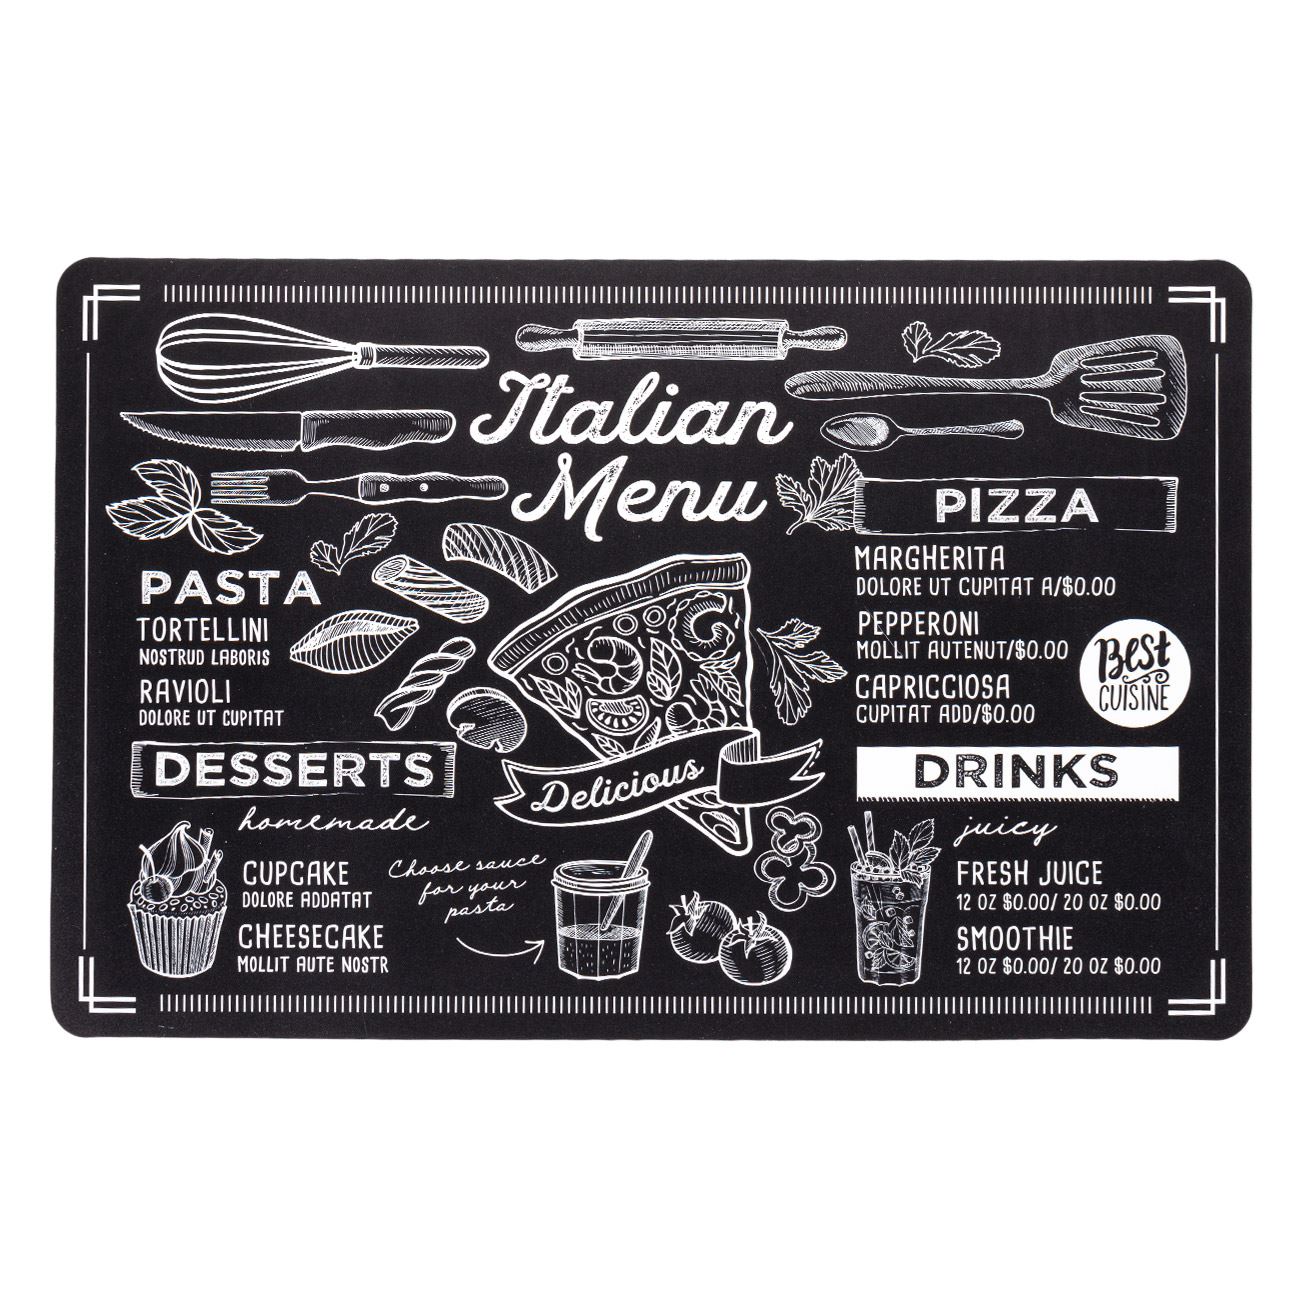 Italian
Menu
PASTA
TORTELLINI
NOSTRUD LABORIS
RAVIOLI
DOLORE UT CUPITAT
DESSERTS
homemade
CUPCAKE
DOLORE ADDATAT
CHEESECAKE
MOLLIT AUTE NOSTR
Choose sauce
for your
pasta
Delicious
PIZZA
MARGHERITA
DOLORE UT CUPITAT A/$0.00
PEPPERONI
MOLLIT AUTENUT/$0.00
CAPRICCIOSA
CUPITAT ADD/$0.00
BEST
CUISINE
DRINKS
juicy
FRESH JUICE
12 OZ $0.00/ 20 OZ $0.00
SMOOTHIE
12 OZ $0.00/ 20 OZ $0.00